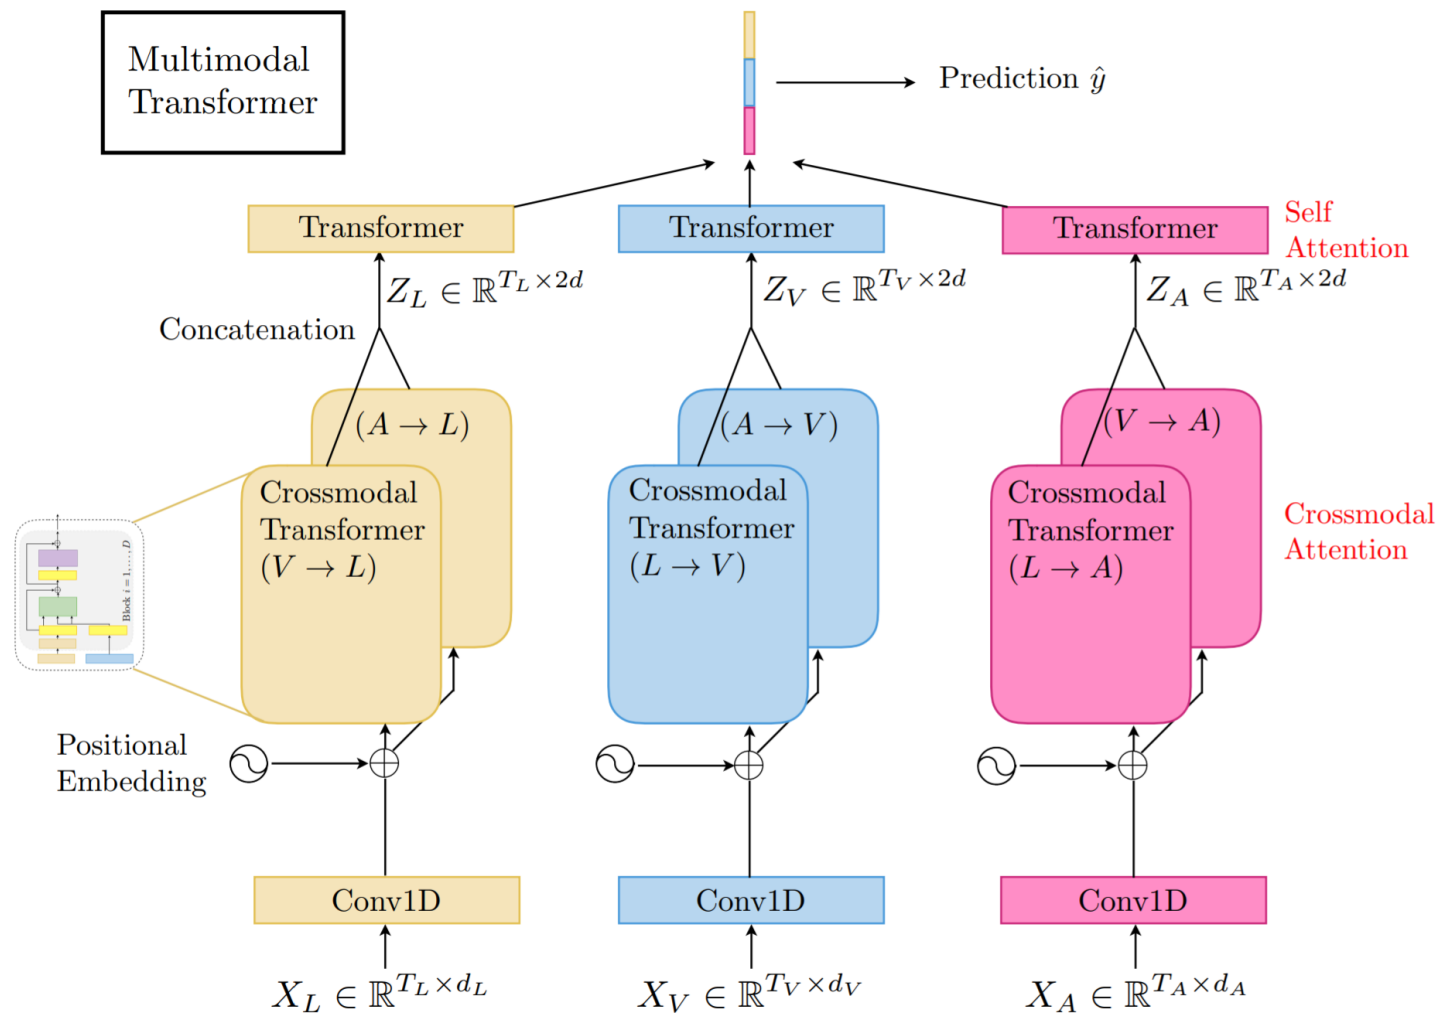 Multimodal
Transformer
Prediction ŷ
Transformer
Transformer
Transformer
Self
Attention
Z_L ∈ ℝ^{T_L×2d}
Z_V ∈ ℝ^{T_V×2d}
Z_A ∈ ℝ^{T_A×2d}
Concatenation
(A → L)
(A → V)
(V → A)
Crossmodal
Transformer
(V → L)
Crossmodal
Transformer
(L → V)
Crossmodal
Transformer
(L → A)
Crossmodal
Attention
Block i = 1, . . . , D
Positional
Embedding
Conv1D
Conv1D
Conv1D
X_L ∈ ℝ^{T_L×d_L}
X_V ∈ ℝ^{T_V×d_V}
X_A ∈ ℝ^{T_A×d_A}